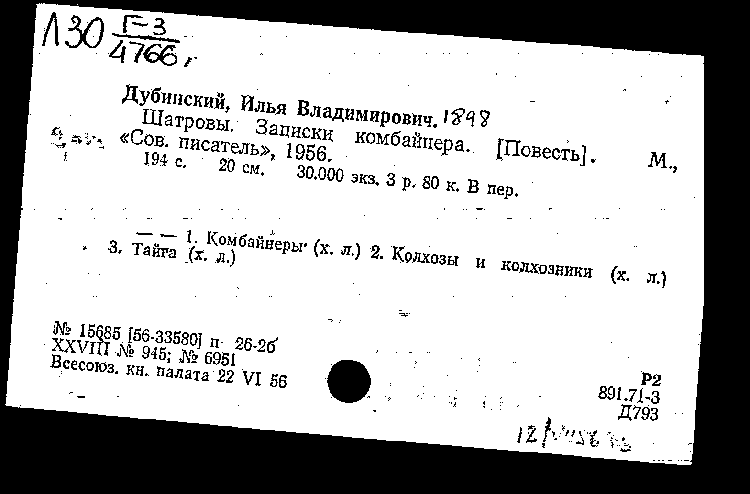 Л30 Г-3
4766 г
Дубинский, Илья Владимирович. 1898
Шатровы. Записки комбайнера. [Повесть]. М.,
«Сов. писатель», 1956.
194 с. 20 см. 30.000 экз. 3 р. 80 к. В пер.
— — 1. Комбайнеры (х. л.) 2. Колхозы и колхозники (х. л.)
3. Тайга (х. л.)
№ 15685 [56-33580] п 26-2б
XXVIII № 945; № 6951
Всесоюз. кн. палата 22 VI 56
Р2
891.71-3
Д793